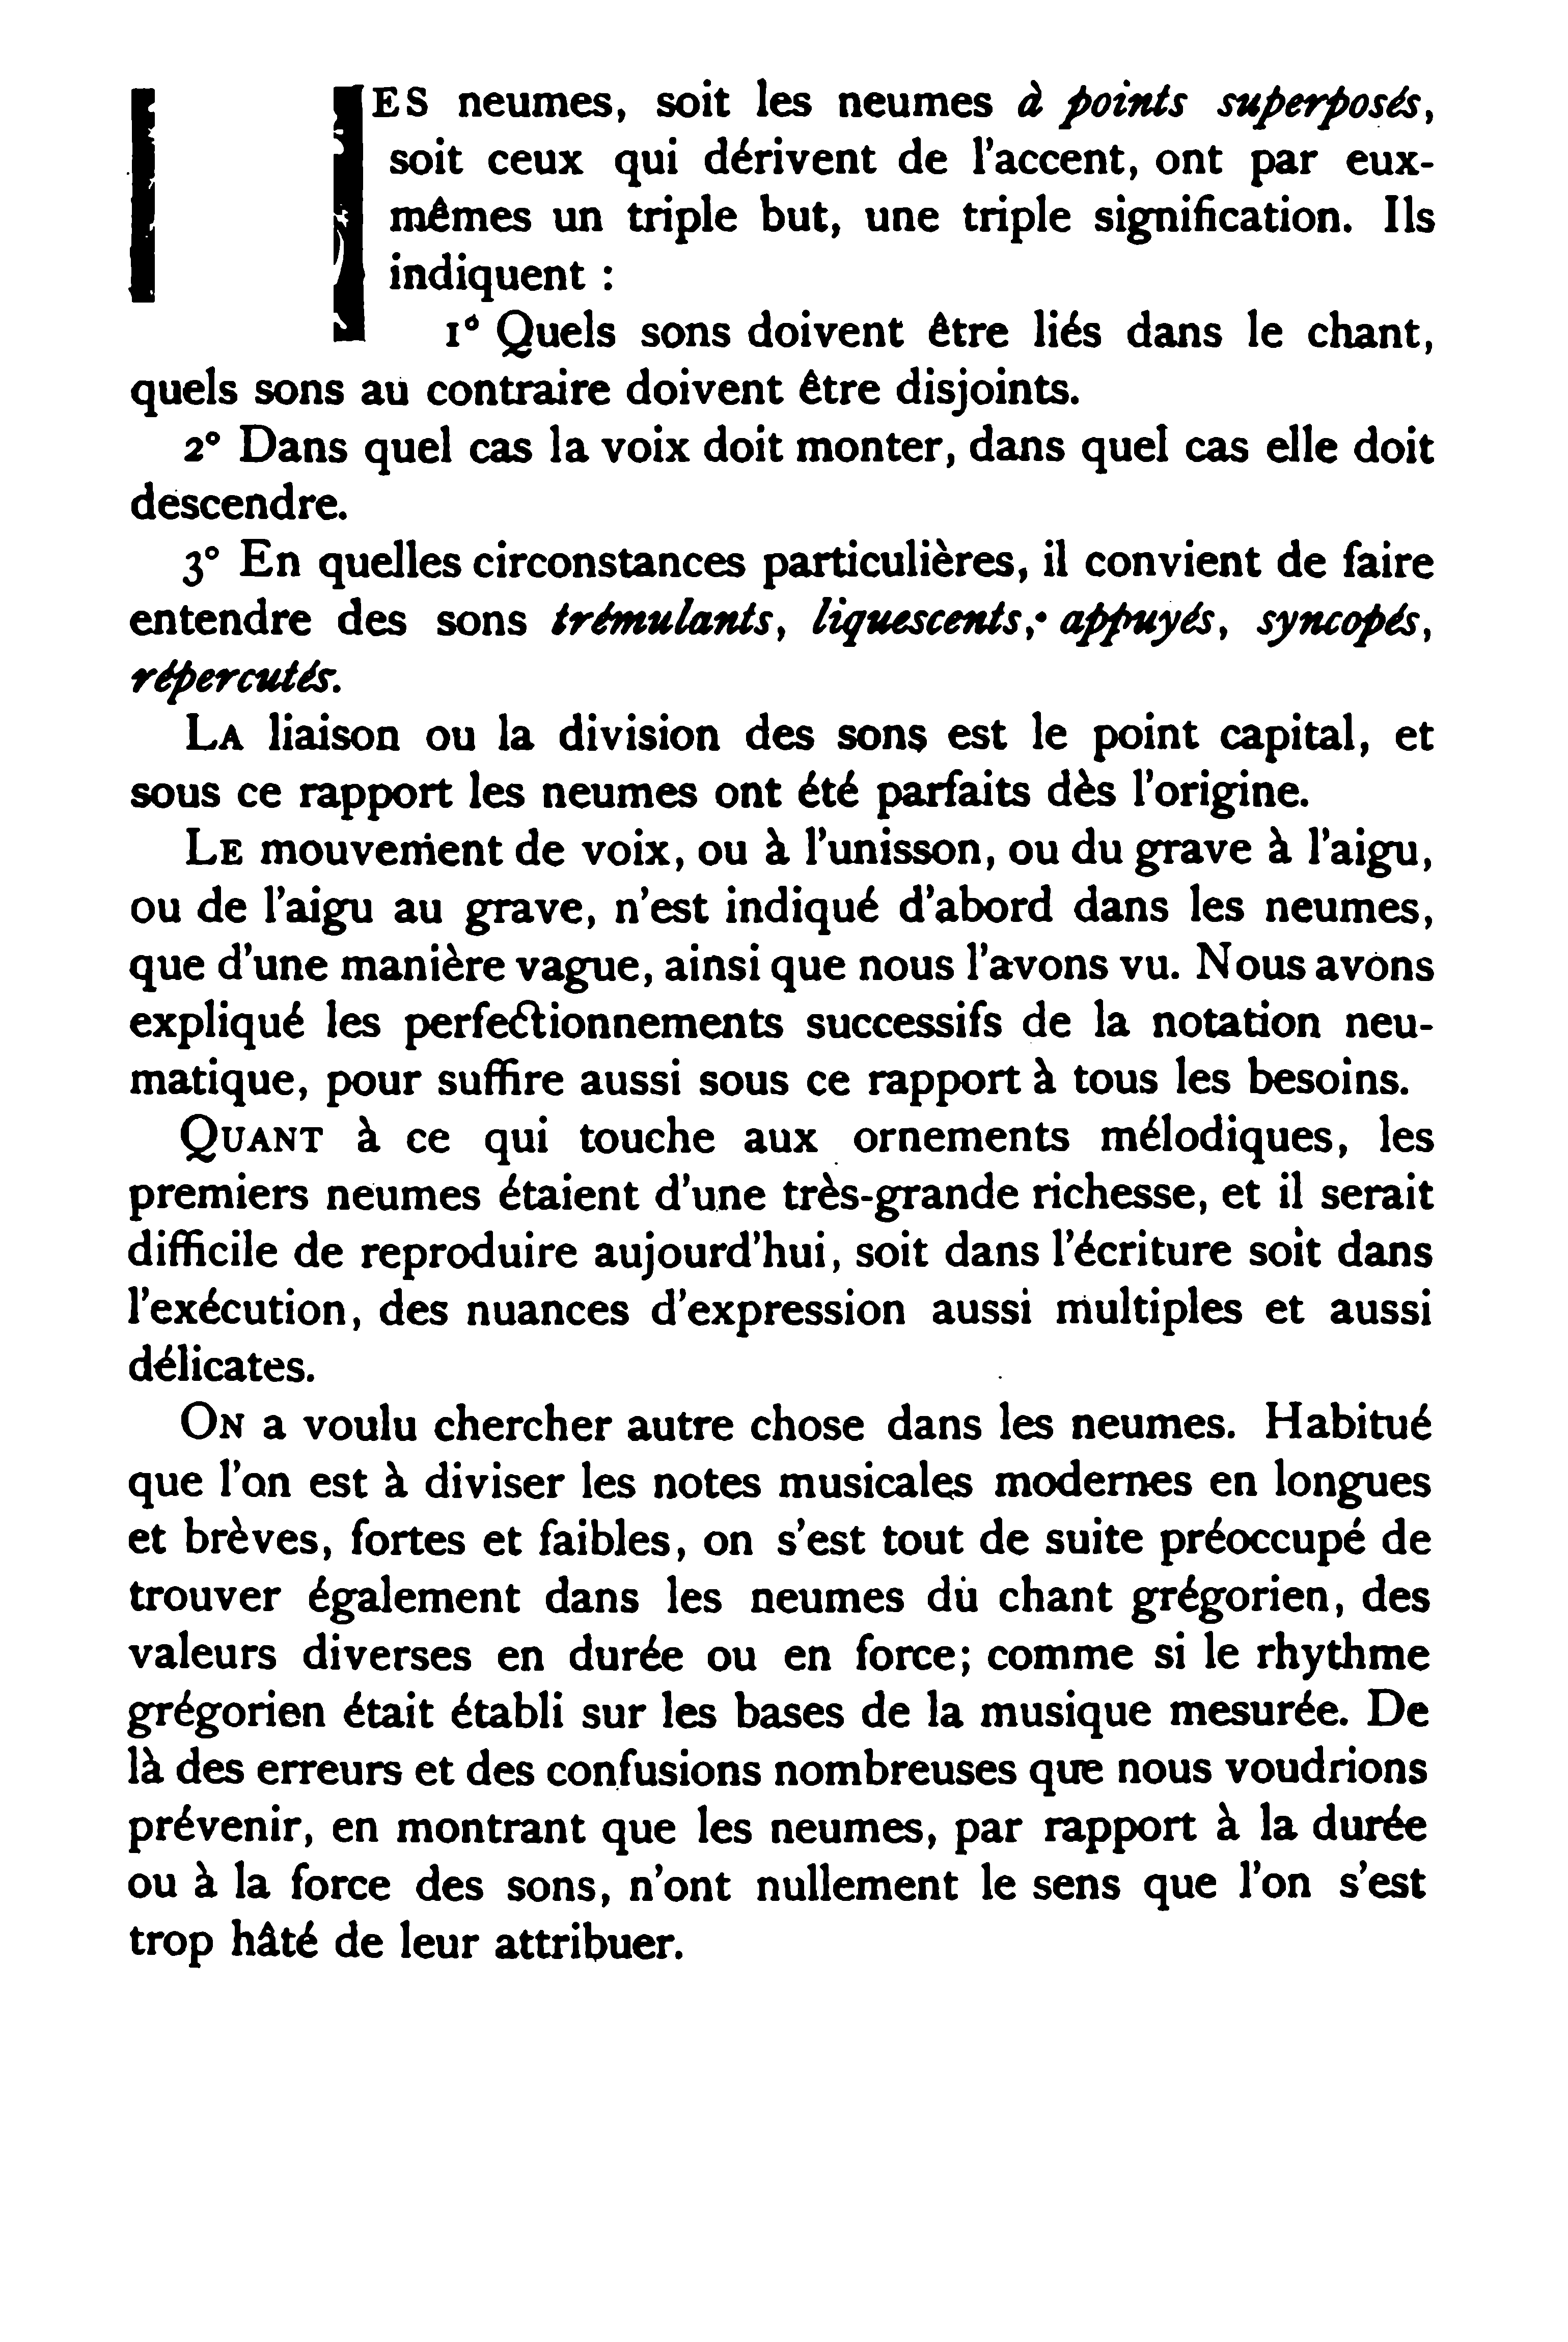 ES neumes, soit les neumes à points superposés,
soit ceux qui dérivent de l'accent, ont par eux-
mêmes un triple but, une triple signification. Ils
indiquent :
1° Quels sons doivent être liés dans le chant,
quels sons au contraire doivent être disjoints.
2° Dans quel cas la voix doit monter, dans quel cas elle doit
descendre.
3° En quelles circonstances particulières, il convient de faire
entendre des sons trémulants, liquescents, appuyés, syncopés,
répercutés.
LA liaison ou la division des sons est le point capital, et
sous ce rapport les neumes ont été parfaits dès l'origine.
LE mouvement de voix, ou à l'unisson, ou du grave à l'aigu,
ou de l'aigu au grave, n'est indiqué d'abord dans les neumes,
que d'une manière vague, ainsi que nous l'avons vu. Nous avons
expliqué les perfectionnements successifs de la notation neu-
matique, pour suffire aussi sous ce rapport à tous les besoins.
QUANT à ce qui touche aux ornements mélodiques, les
premiers neumes étaient d'une très-grande richesse, et il serait
difficile de reproduire aujourd'hui, soit dans l'écriture soit dans
l'exécution, des nuances d'expression aussi multiples et aussi
délicates.
ON a voulu chercher autre chose dans les neumes. Habitué
que l'on est à diviser les notes musicales modernes en longues
et brèves, fortes et faibles, on s'est tout de suite préoccupé de
trouver également dans les neumes du chant grégorien, des
valeurs diverses en durée ou en force; comme si le rhythme
grégorien était établi sur les bases de la musique mesurée. De
là des erreurs et des confusions nombreuses que nous voudrions
prévenir, en montrant que les neumes, par rapport à la durée
ou à la force des sons, n'ont nullement le sens que l'on s'est
trop hâté de leur attribuer.